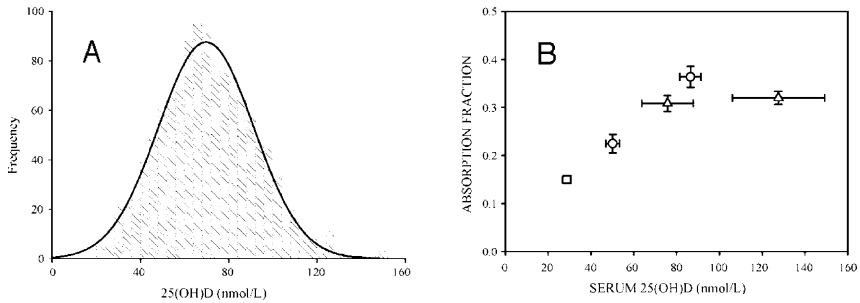 A
100
80
60
40
20
0
Frequency
0 40 80 120 160
25(OH)D (nmol/L)
B
0.5
0.4
0.3
0.2
0.1
0.0
ABSORPTION FRACTION
0 20 40 60 80 100 120 140 160
SERUM 25(OH)D (nmol/L)